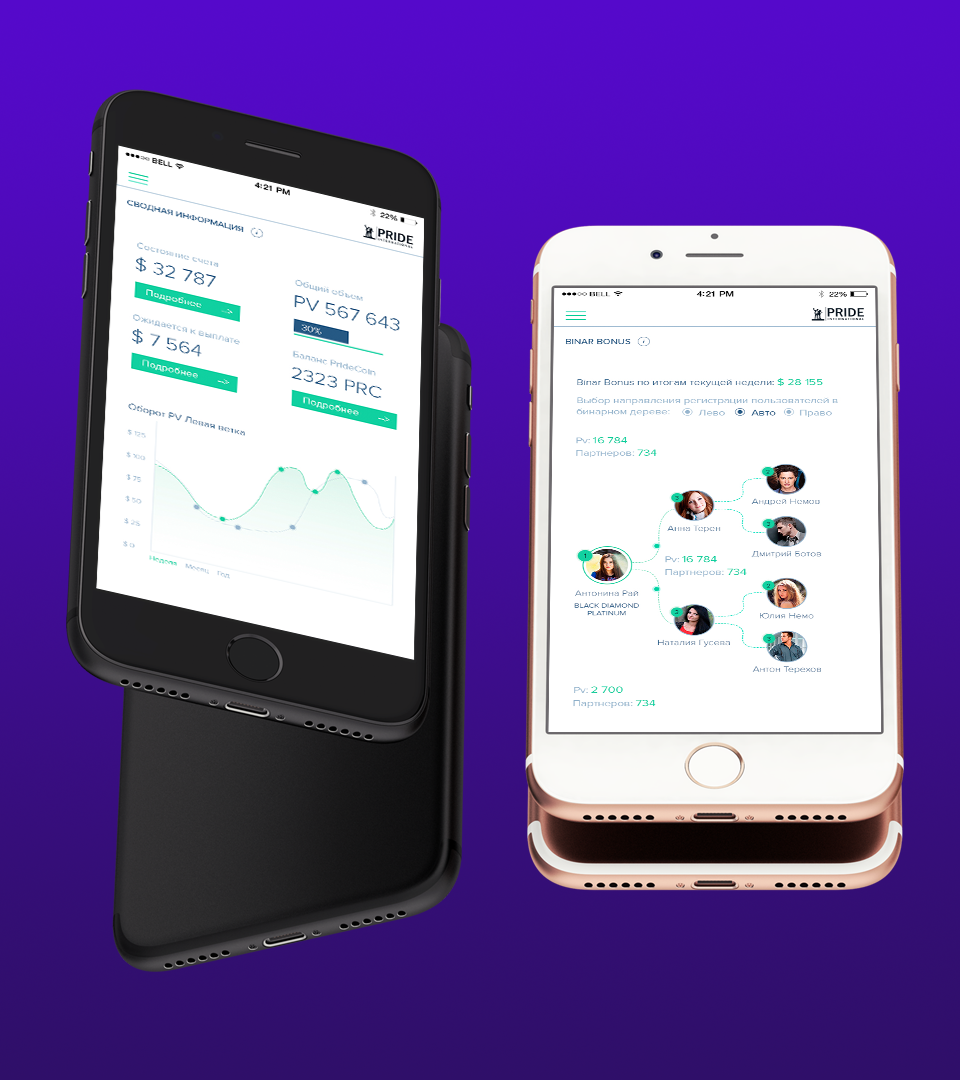 BELL
4:21 PM
22%
СВОДНАЯ ИНФОРМАЦИЯ
PRIDE
INTERNATIONAL
Состояние счета
$ 32 787
Подробнее -->
Общий объем
PV 567 643
30%
Ожидается к выплате
$ 7 564
Подробнее -->
Баланс PrideCoin
2323 PRC
Подробнее -->
Оборот PV Левая ветка
$ 125
$ 100
$ 75
$ 50
$ 25
$ 0
Неделя Месяц Год
BELL 4:21 PM 22%
PRIDE
INTERNATIONAL
BINAR BONUS
Binar Bonus по итогам текущей недели: $ 28 155
Выбор направления регистрации пользователей в
бинарном дереве: Лево Авто Право
Pv: 16 784
Партнеров: 734
2
Андрей Немов
3
Анна Терен
3
Дмитрий Ботов
1
Антонина Рай
BLACK DIAMOND
PLATINUM
Pv: 16 784
Партнеров: 734
2
Юлия Немо
3
Наталия Гусева
3
Антон Терехов
Pv: 2 700
Партнеров: 734